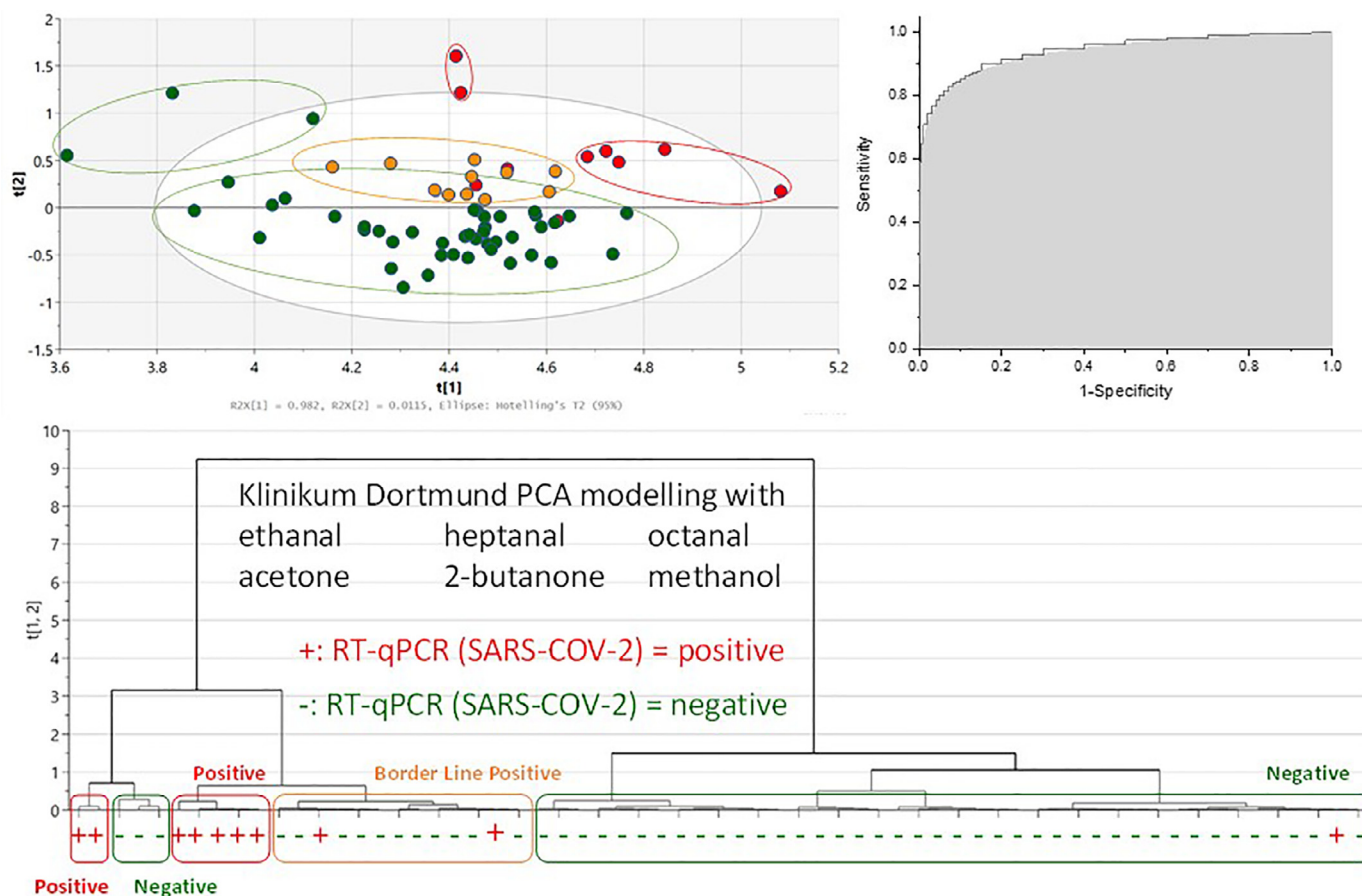 2
1.5
1
0.5
0
-0.5
-1
-1.5
t[2]
3.6 3.8 4 4.2 4.4 4.6 4.8 5 5.2
t[1]
R2X[1] = 0.982, R2X[2] = 0.0115, Ellipse: Hotelling's T2 (95%)
1.0
0.8
0.6
0.4
0.2
0.0
Sensitivity
0.0 0.2 0.4 0.6 0.8 1.0
1-Specificity
10
9
8
7
6
5
4
3
2
1
0
t[1, 2]
Klinikum Dortmund PCA modelling with
ethanal heptanal octanal
acetone 2-butanone methanol
+: RT-qPCR (SARS-COV-2) = positive
-: RT-qPCR (SARS-COV-2) = negative
Positive Border Line Positive Negative
++ - - - ++ +++ - - + - - - - - - - - + - - - - - - - - - - - - - - - - - - - - - - - - - - - - - - - - - - - - - - - - + -
Positive Negative